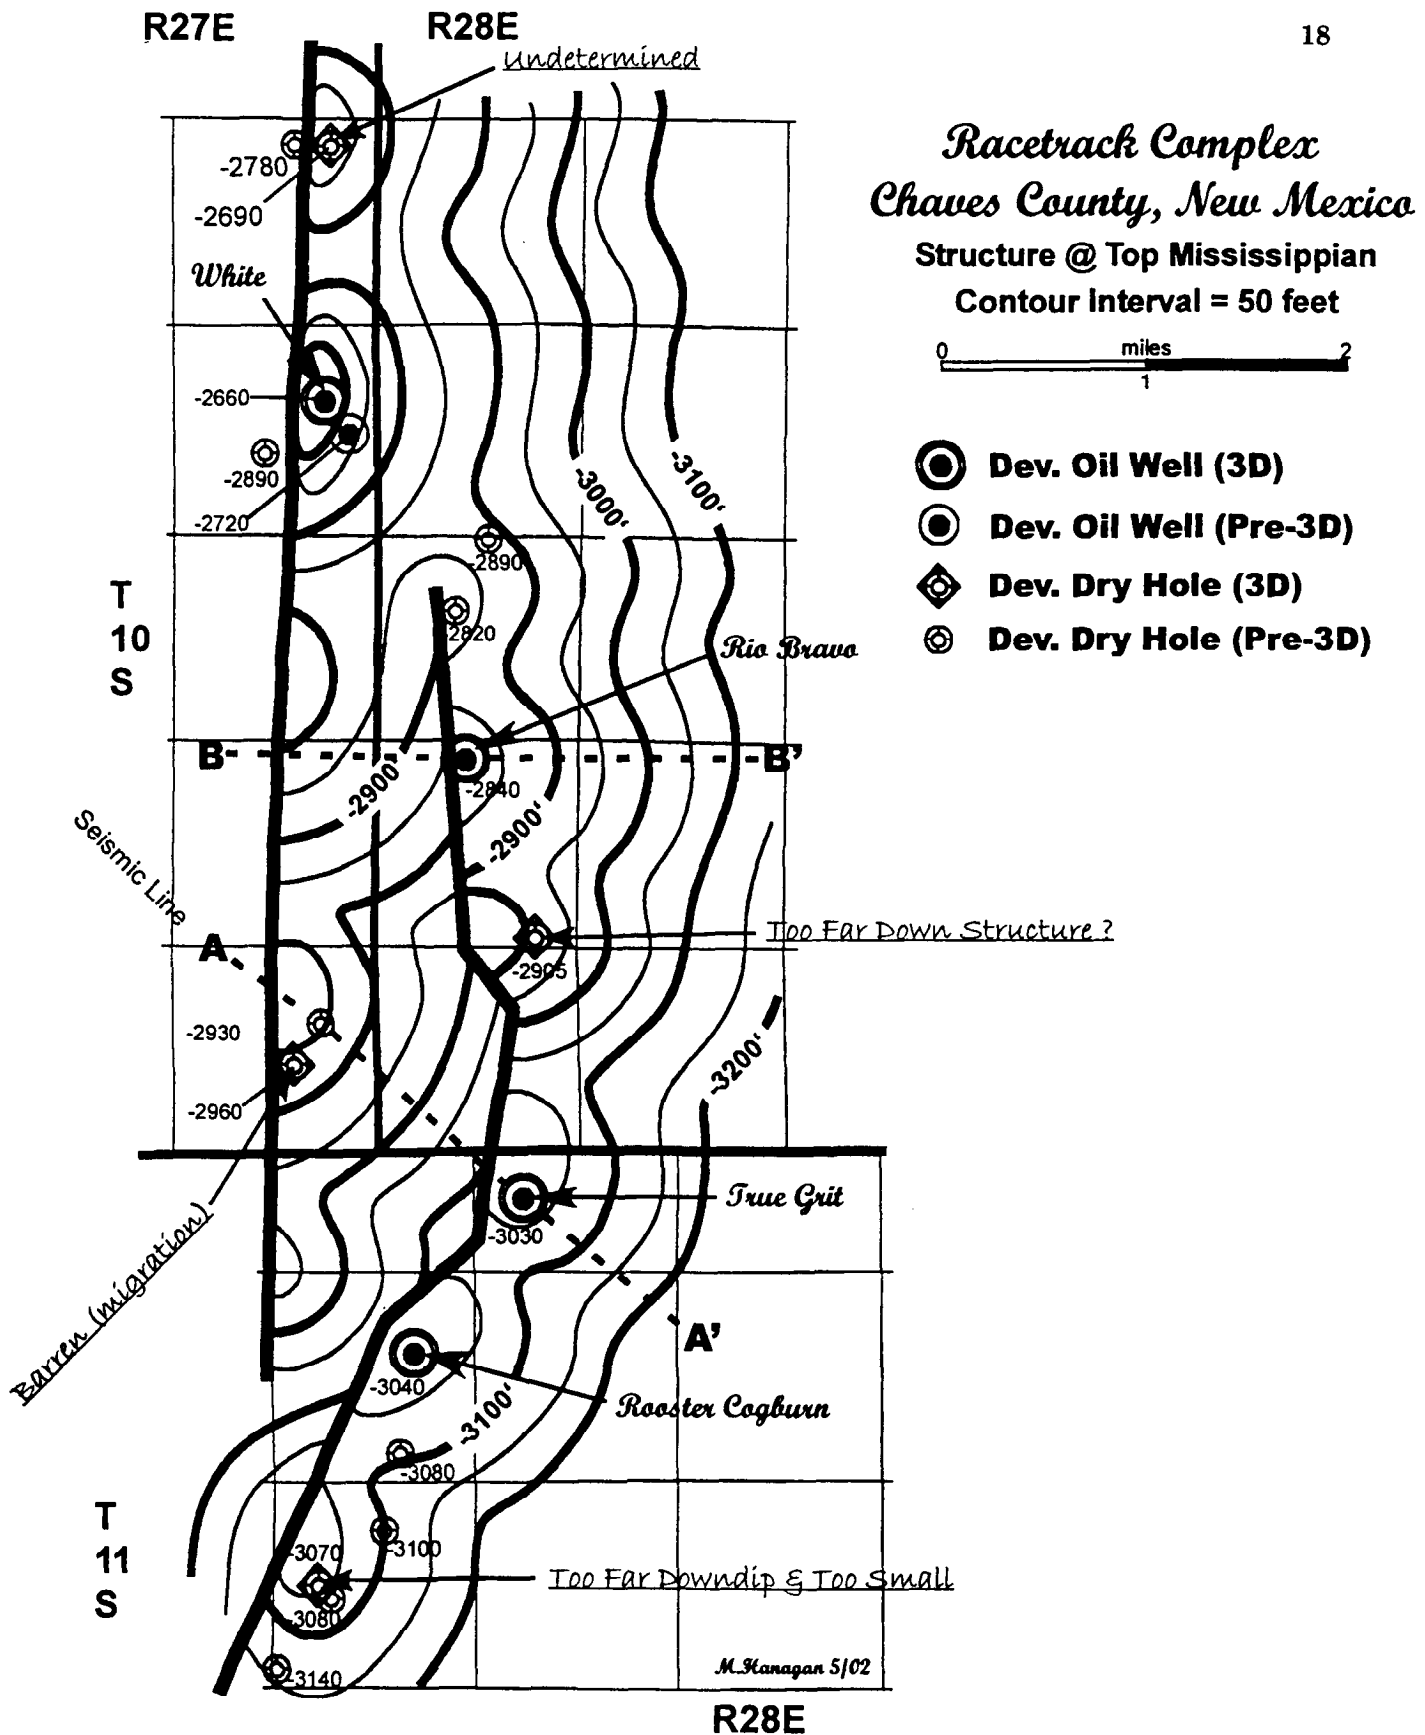 R27E
R28E
18
Undetermined
Racetrack Complex
Chaves County, New Mexico
Structure @ Top Mississippian
Contour Interval = 50 feet
0 miles 2
1
-2780
-2690
White
-2660
-2890
-2720
Dev. Oil Well (3D)
Dev. Oil Well (Pre-3D)
Dev. Dry Hole (3D)
Dev. Dry Hole (Pre-3D)
-3000'
-3100'
-2890
-2820
T
10
S
Rio Bravo
B
B'
-2840
-2900'
-2900'
Seismic Line
A
Too Far Down Structure ?
-2905
-2930
-2960
-3200'
True Grit
-3030
Barren (migration)
A'
-3040
Rooster Cogburn
-3100'
-3080
T
11
S
-3100
-3070
Too Far Downdip & Too Small
-3080
-3140
M.Hanagan 5/02
R28E